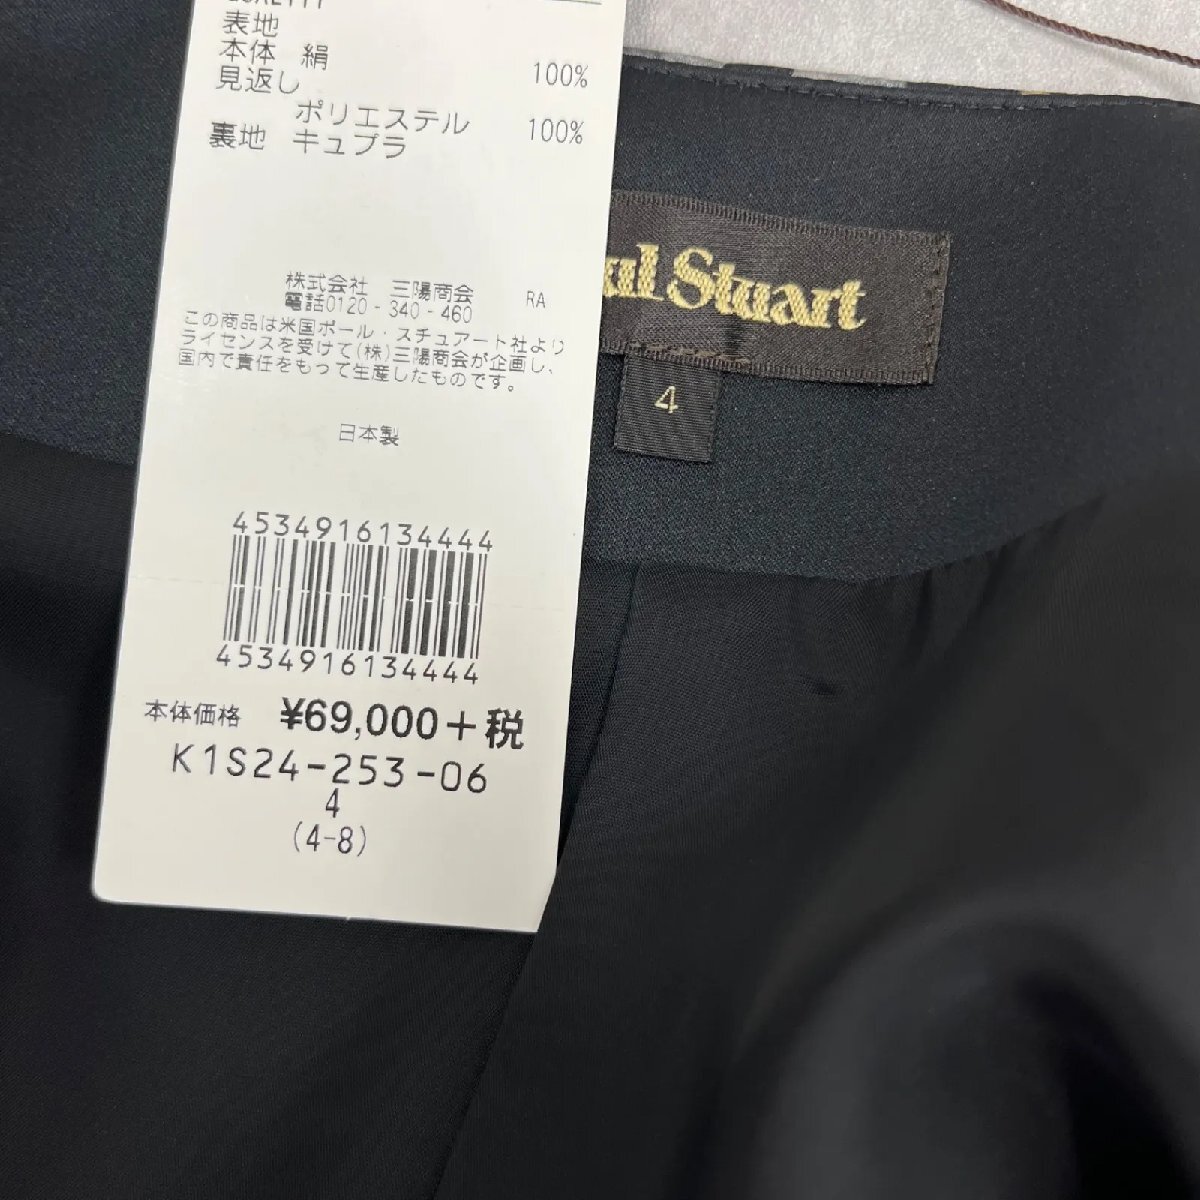 表地
本体 絹 100%
見返し
ポリエステル 100%
裏地 キュプラ
株式会社 三陽商会 RA
電話0120-340-460
この商品は米国ポール・スチュアート社より
ライセンスを受けて(株)三陽商会が企画し、
国内で責任をもって生産したものです。
日本製
4534916134444
4534916134444
本体価格 ¥69,000+税
K1S24-253-06
4
(4-8)
Stuart
4